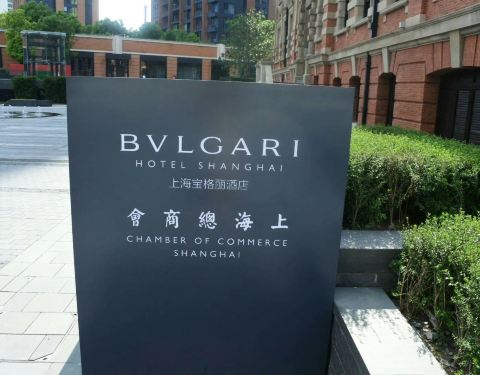 BVLGARI
HOTEL SHANGHAI
上海宝格丽酒店
會商總海上
CHAMBER OF COMMERCE
SHANGHAI